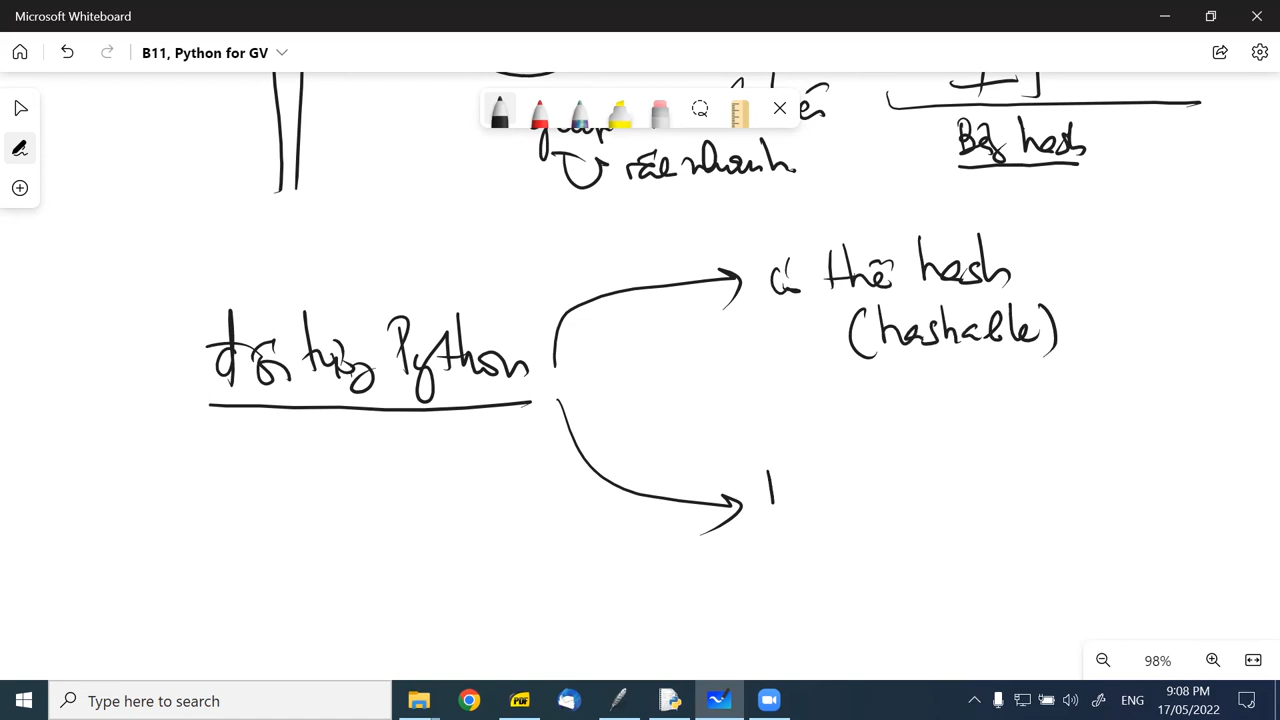 Microsoft Whiteboard
B11, Python for GV
rất nhanh
Bảng hash
đối tượng Python
có thể hash
(hashable)
98%
Type here to search
PDF
ENG
9:08 PM
17/05/2022